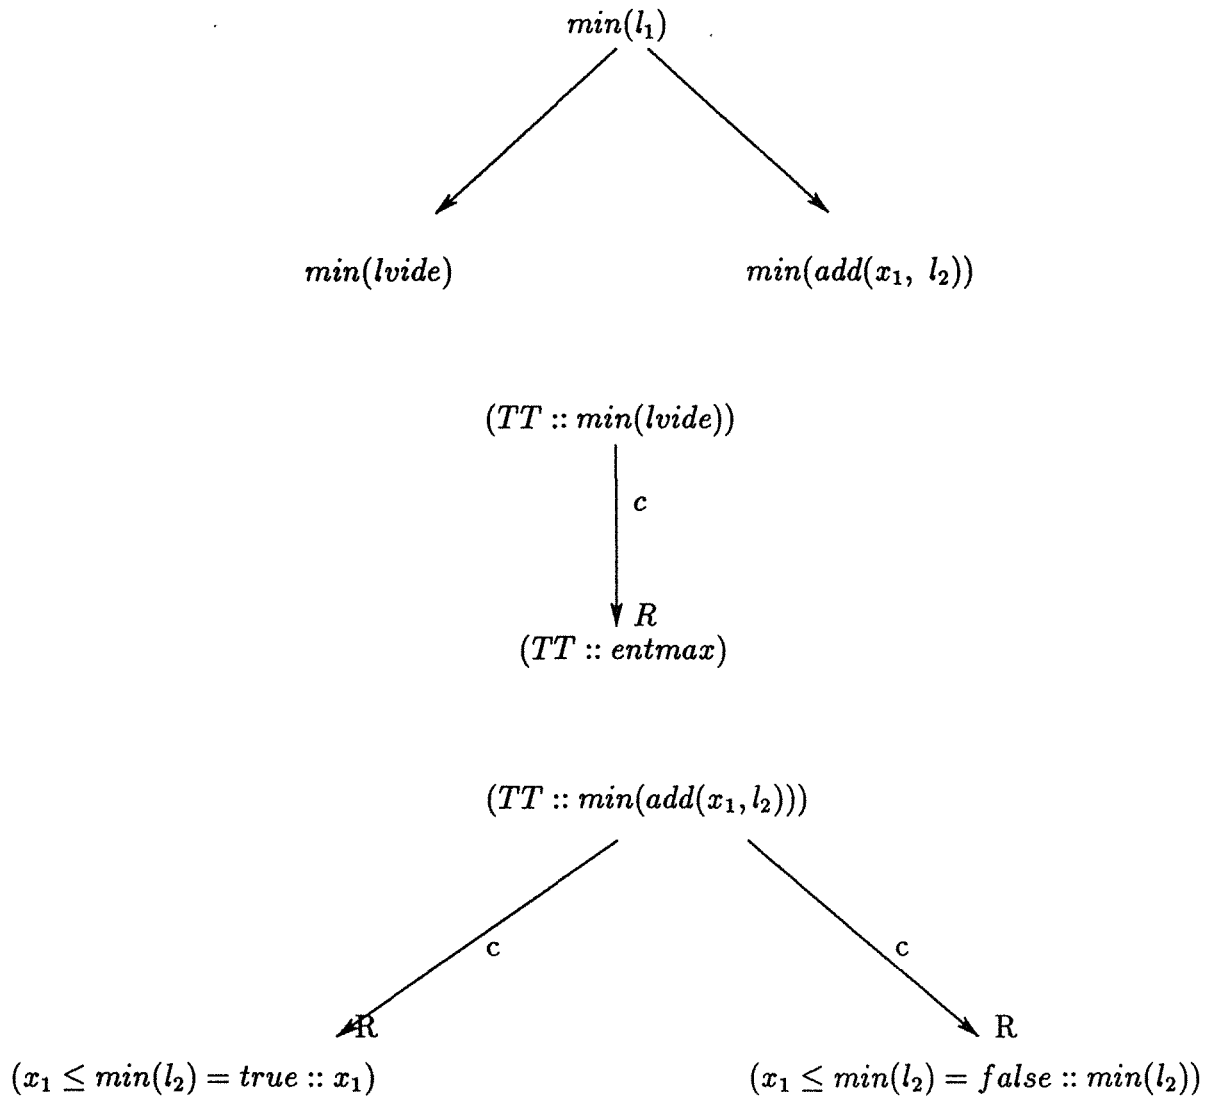 min(l₁)
min(lvide) min(add(x₁, l₂))
(TT :: min(lvide))
c
R
(TT :: entmax)
(TT :: min(add(x₁, l₂)))
c c
R R
(x₁ ≤ min(l₂) = true :: x₁) (x₁ ≤ min(l₂) = false :: min(l₂))